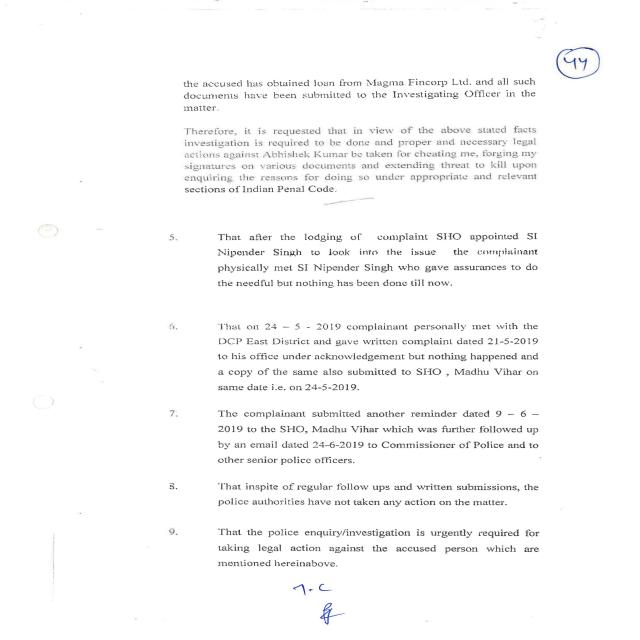 44
the accused has obtained loan from Magma Fincorp Ltd. and all such
documents have been submitted to the Investigating Officer in the
matter.
Therefore, it is requested that in view of the above stated facts
investigation is required to be done and proper and necessary legal
actions against Abhishek Kumar be taken for cheating me, forging my
signatures on various documents and extending threat to kill upon
enquiring the reasons for doing so under appropriate and relevant
sections of Indian Penal Code.
5. That after the lodging of complaint SHO appointed SI
Nipender Singh to look into the issue the complainant
physically met SI Nipender Singh who gave assurances to do
the needful but nothing has been done till now.
6. That on 24 – 5 - 2019 complainant personally met with the
DCP East District and gave written complaint dated 21-5-2019
to his office under acknowledgement but nothing happened and
a copy of the same also submitted to SHO , Madhu Vihar on
same date i.e. on 24-5-2019.
7. The complainant submitted another reminder dated 9 – 6 –
2019 to the SHO, Madhu Vihar which was further followed up
by an email dated 24-6-2019 to Commissioner of Police and to
other senior police officers.
8. That inspite of regular follow ups and written submissions, the
police authorities have not taken any action on the matter.
9. That the police enquiry/investigation is urgently required for
taking legal action against the accused person which are
mentioned hereinabove.
T.C